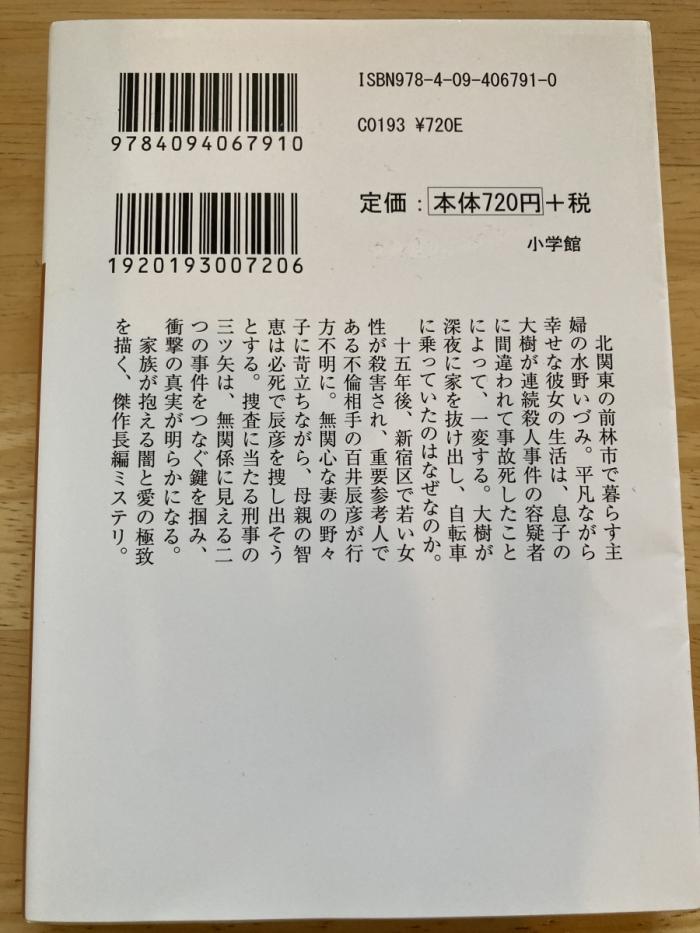 ISBN978-4-09-406791-0
C0193 ¥720E
9784094067910
定価：本体720円＋税
小学館
1920193007206
北関東の前林市で暮らす主
婦の水野いづみ。平凡ながら
幸せな彼女の生活は、息子の
大樹が連続殺人事件の容疑者
に間違われて事故死したこと
によって、一変する。大樹が
深夜に家を抜け出し、自転車
に乗っていたのはなぜなのか。
十五年後、新宿区で若い女
性が殺害され、重要参考人で
ある不倫相手の百井辰彦が行
方不明に。無関心な妻の野々
子に苛立ちながら、母親の智
恵は必死で辰彦を捜し出そう
とする。捜査に当たる刑事の
三ツ矢は、無関係に見える二
つの事件をつなぐ鍵を掴み、
衝撃の真実が明らかになる。
家族が抱える闇と愛の極致
を描く、傑作長編ミステリ。